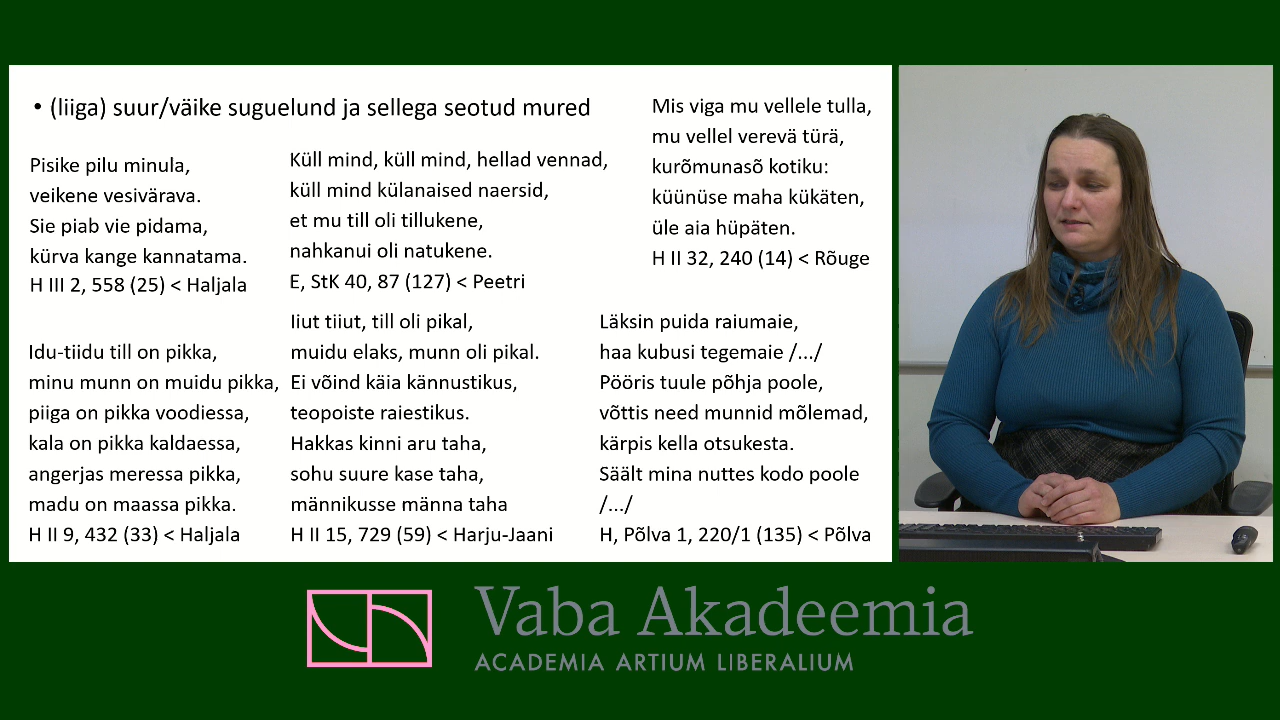 • (liiga) suur/väike suguelund ja sellega seotud mured
Pisike pilu minula,
veikene vesivärava.
Sie piab vie pidama,
kürva kange kannatama.
H III 2, 558 (25) < Haljala
Küll mind, küll mind, hellad vennad,
küll mind külanaised naersid,
et mu till oli tillukene,
nahkanui oli natukene.
E, StK 40, 87 (127) < Peetri
Mis viga mu vellele tulla,
mu vellel verevä türä,
kurõmunasõ kotiku:
küünüse maha kükäten,
üle aia hüpäten.
H II 32, 240 (14) < Rõuge
Idu-tiidu till on pikka,
minu munn on muidu pikka,
piiga on pikka voodiessa,
kala on pikka kaldaessa,
angerjas meressa pikka,
madu on maassa pikka.
H II 9, 432 (33) < Haljala
Iiut tiiut, till oli pikal,
muidu elaks, munn oli pikal.
Ei võind käia kännustikus,
teopoiste raiestikus.
Hakkas kinni aru taha,
sohu suure kase taha,
männikusse männa taha
H II 15, 729 (59) < Harju-Jaani
Läksin puida raiumaie,
haa kubusi tegemaie /.../
Pööris tuule põhja poole,
võttis need munnid mõlemad,
kärpis kella otsukesta.
Säält mina nuttes kodo poole
/.../
H, Põlva 1, 220/1 (135) < Põlva
Vaba Akadeemia
ACADEMIA ARTIUM LIBERALIUM